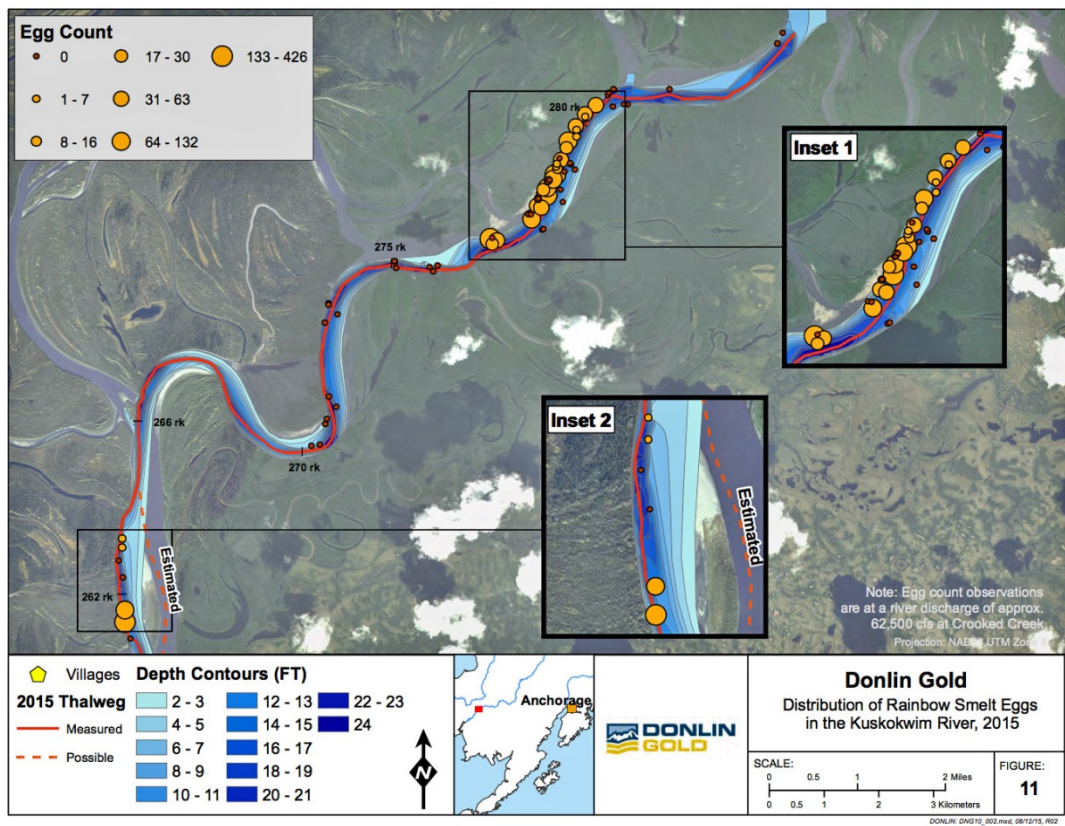 Egg Count
0
1 - 7
8 - 16
17 - 30
31 - 63
64 - 132
133 - 426
280 rk
Inset 1
275 rk
266 rk
270 rk
Inset 2
Estimated
Estimated
262 rk
Note: Egg count observations
are at a river discharge of approx.
62,500 cfs at Crooked Creek
Projection: NAD83 UTM Zone
Villages
2015 Thalweg
Measured
Possible
Depth Contours (FT)
2 - 3
4 - 5
6 - 7
8 - 9
10 - 11
12 - 13
14 - 15
16 - 17
18 - 19
20 - 21
22 - 23
24
N
Anchorage
DONLIN
GOLD
Donlin Gold
Distribution of Rainbow Smelt Eggs
in the Kuskokwim River, 2015
SCALE:
0 0.5 1 2 Miles
0 0.5 1 2 3 Kilometers
FIGURE:
11
DONLIN: DNG10_002.mxd, 08/12/15, R02